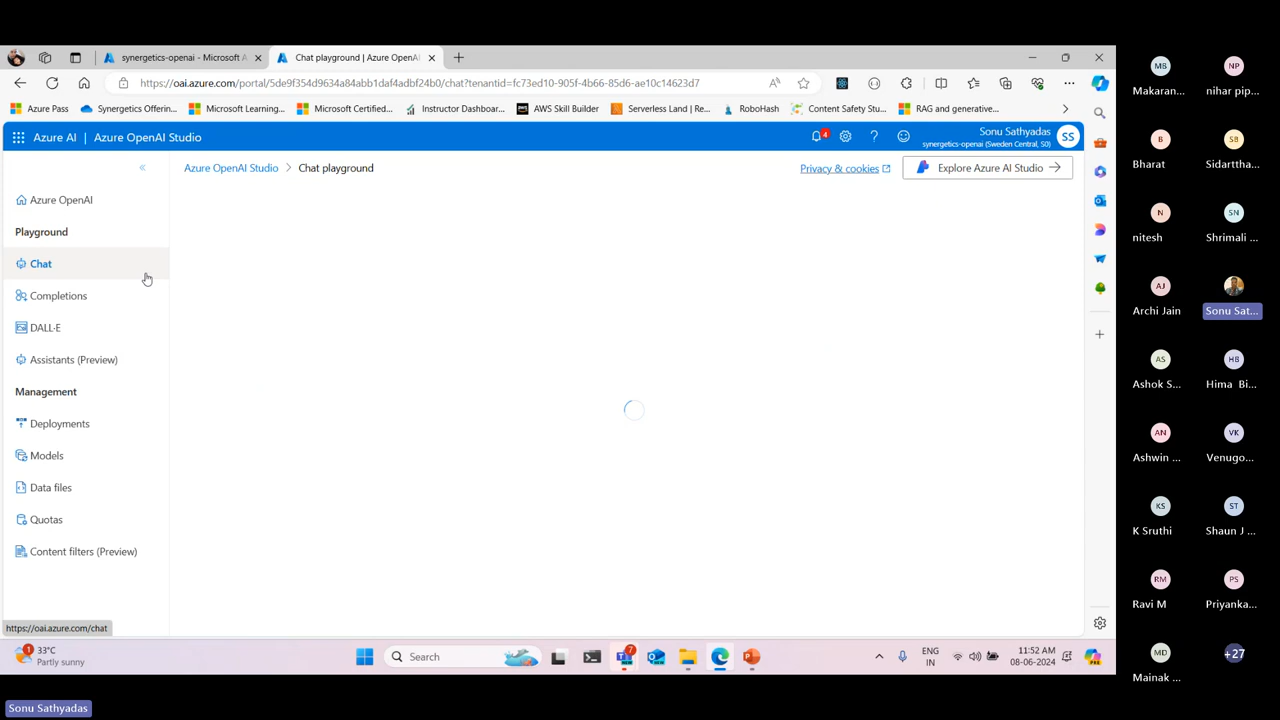 synergetics-openai - Microsoft A
Chat playground | Azure OpenAI
https://oai.azure.com/portal/5de9f354d9634a84abb1daf4adbf24b0/chat?tenantid=fc73ed10-905f-4b66-85d6-ae10c14623d7
Azure Pass
Synergetics Offerin...
Microsoft Learning...
Microsoft Certified...
Instructor Dashboar...
AWS Skill Builder
Serverless Land | Re...
RoboHash
Content Safety Stu...
RAG and generative...
Azure AI | Azure OpenAI Studio
4
Sonu Sathyadas
synergetics-openai (Sweden Central, S0)
SS
Azure OpenAI Studio > Chat playground
Privacy & cookies
Explore Azure AI Studio
Azure OpenAI
Playground
Chat
Completions
DALL·E
Assistants (Preview)
Management
Deployments
Models
Data files
Quotas
Content filters (Preview)
https://oai.azure.com/chat
1
33°C
Partly sunny
Search
7
ENG
IN
11:52 AM
08-06-2024
PRE
Sonu Sathyadas
MB
Makaran...
NP
nihar pip...
B
Bharat
SB
Sidarttha...
N
nitesh
SN
Shrimali ...
AJ
Archi Jain
Sonu Sat...
AS
Ashok S...
HB
Hima Bi...
AN
Ashwin ...
VK
Venugo...
KS
K Sruthi
ST
Shaun J ...
RM
Ravi M
PS
Priyanka...
MD
Mainak ...
+27